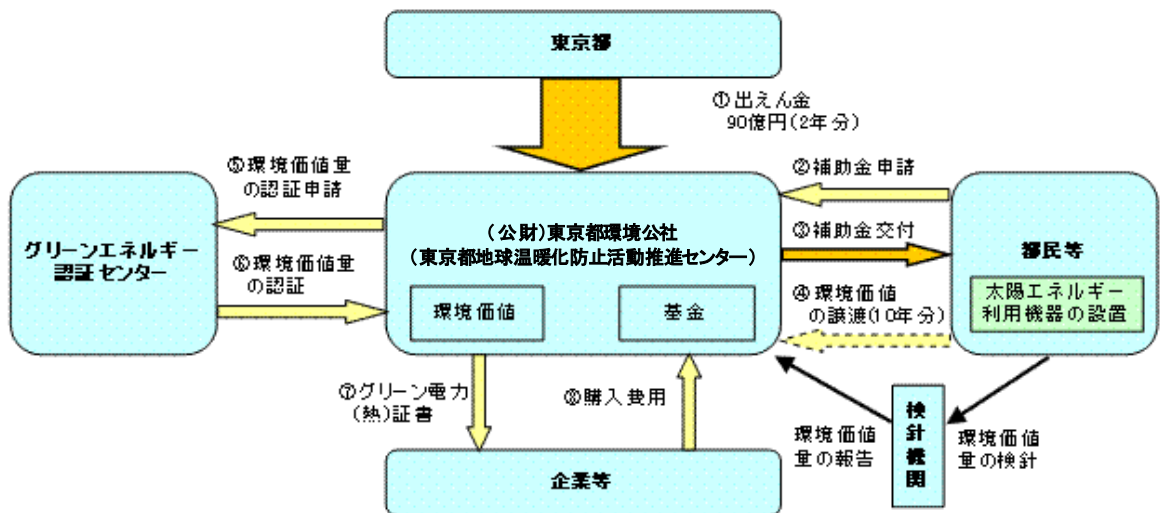 東京都
①出えん金
90億円(2年分)
⑤環境価値量
の認証申請
②補助金申請
グリーンエネルギー
認証センター
(公財)東京都環境公社
(東京都地球温暖化防止活動推進センター)
③補助金交付
都民等
⑥環境価値量
の認証
環境価値
基金
④環境価値
の譲渡(10年分)
太陽エネルギー
利用機器の設置
⑦グリーン電力
(熱)証書
⑧購入費用
検針機関
環境価値
量の報告
環境価値
量の検針
企業等